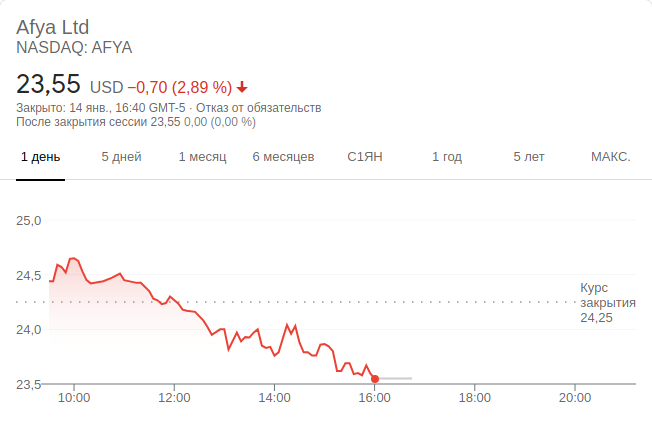 Afya Ltd
NASDAQ: AFYA
23,55 USD −0,70 (2,89 %)
Закрыто: 14 янв., 16:40 GMT-5 · Отказ от обязательств
После закрытия сессии 23,55 0,00 (0,00 %)
1 день 5 дней 1 месяц 6 месяцев С1ЯН 1 год 5 лет МАКС.
25,0
24,5
Курс
закрытия
24,25
24,0
23,5
10:00 12:00 14:00 16:00 18:00 20:00